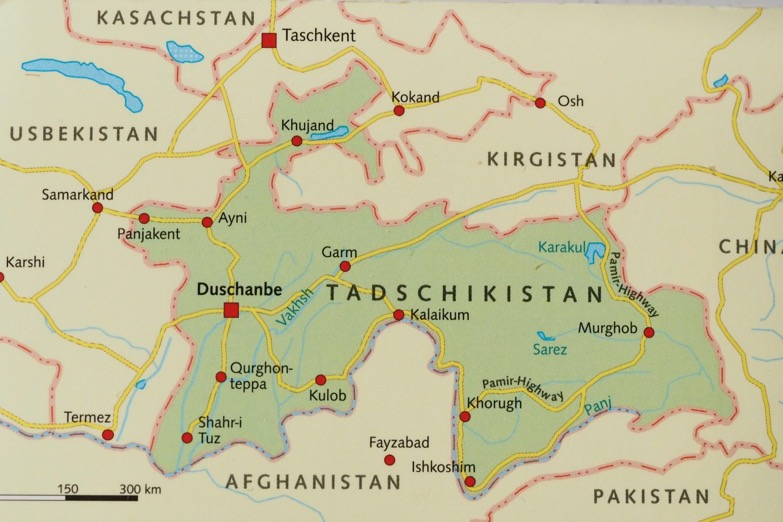 KASACHSTAN
Taschkent
Kokand
Osh
USBEKISTAN
Khujand
KIRGISTAN
Samarkand
Ayni
Panjakent
Karshi
Garm
Karakul
Pamir-Highway
CHIN
Duschanbe
Vakhsh
TADSCHIKISTAN
Kalaikum
Murghob
Sarez
Qurghon-
teppa
Kulob
Pamir-Highway
Khorugh
Panj
Termez
Shahr-i
Tuz
Fayzabad
Ishkoshim
AFGHANISTAN
PAKISTAN
150 300 km